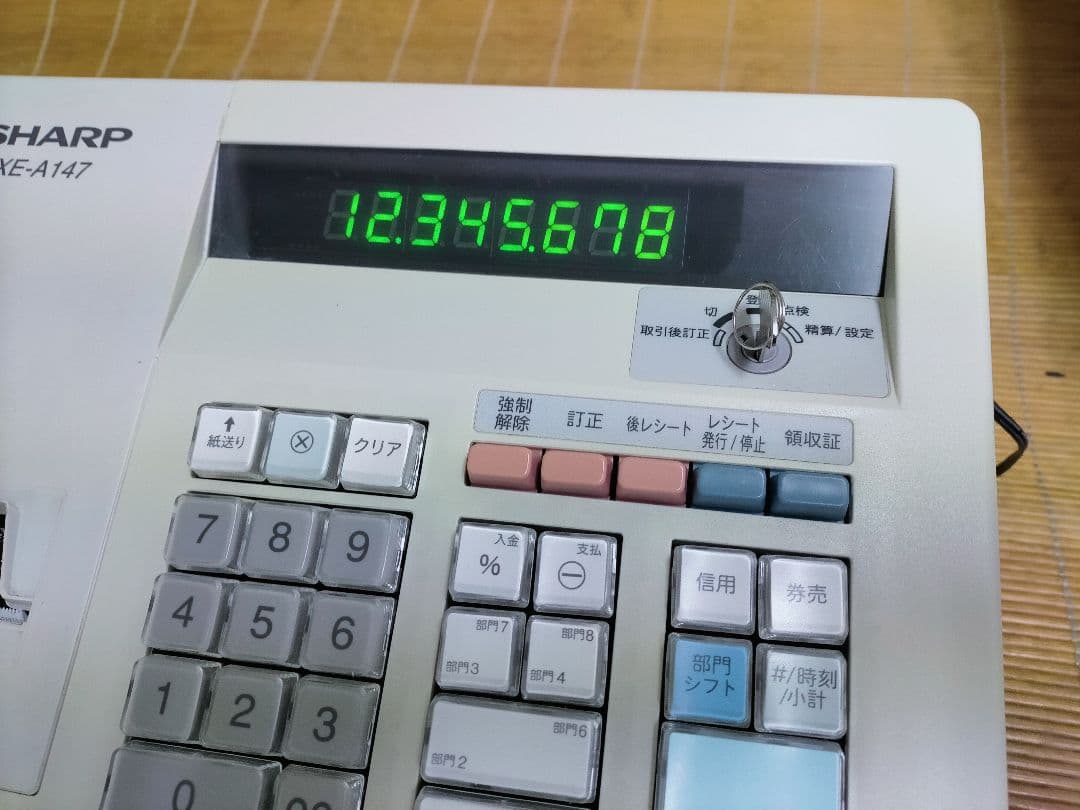 SHARP
XE-A147
12.345.678
切 登 点検
取引後訂正 精算/設定
強制解除 訂正 後レシート レシート発行/停止 領収証
↑紙送り ⊗ クリア
7 8 9
入金 % 支払 ⊖
信用 券売
4 5 6
部門7 部門3 部門8 部門4
部門シフト #/時刻/小計
1 2 3
部門6 部門2
0 00